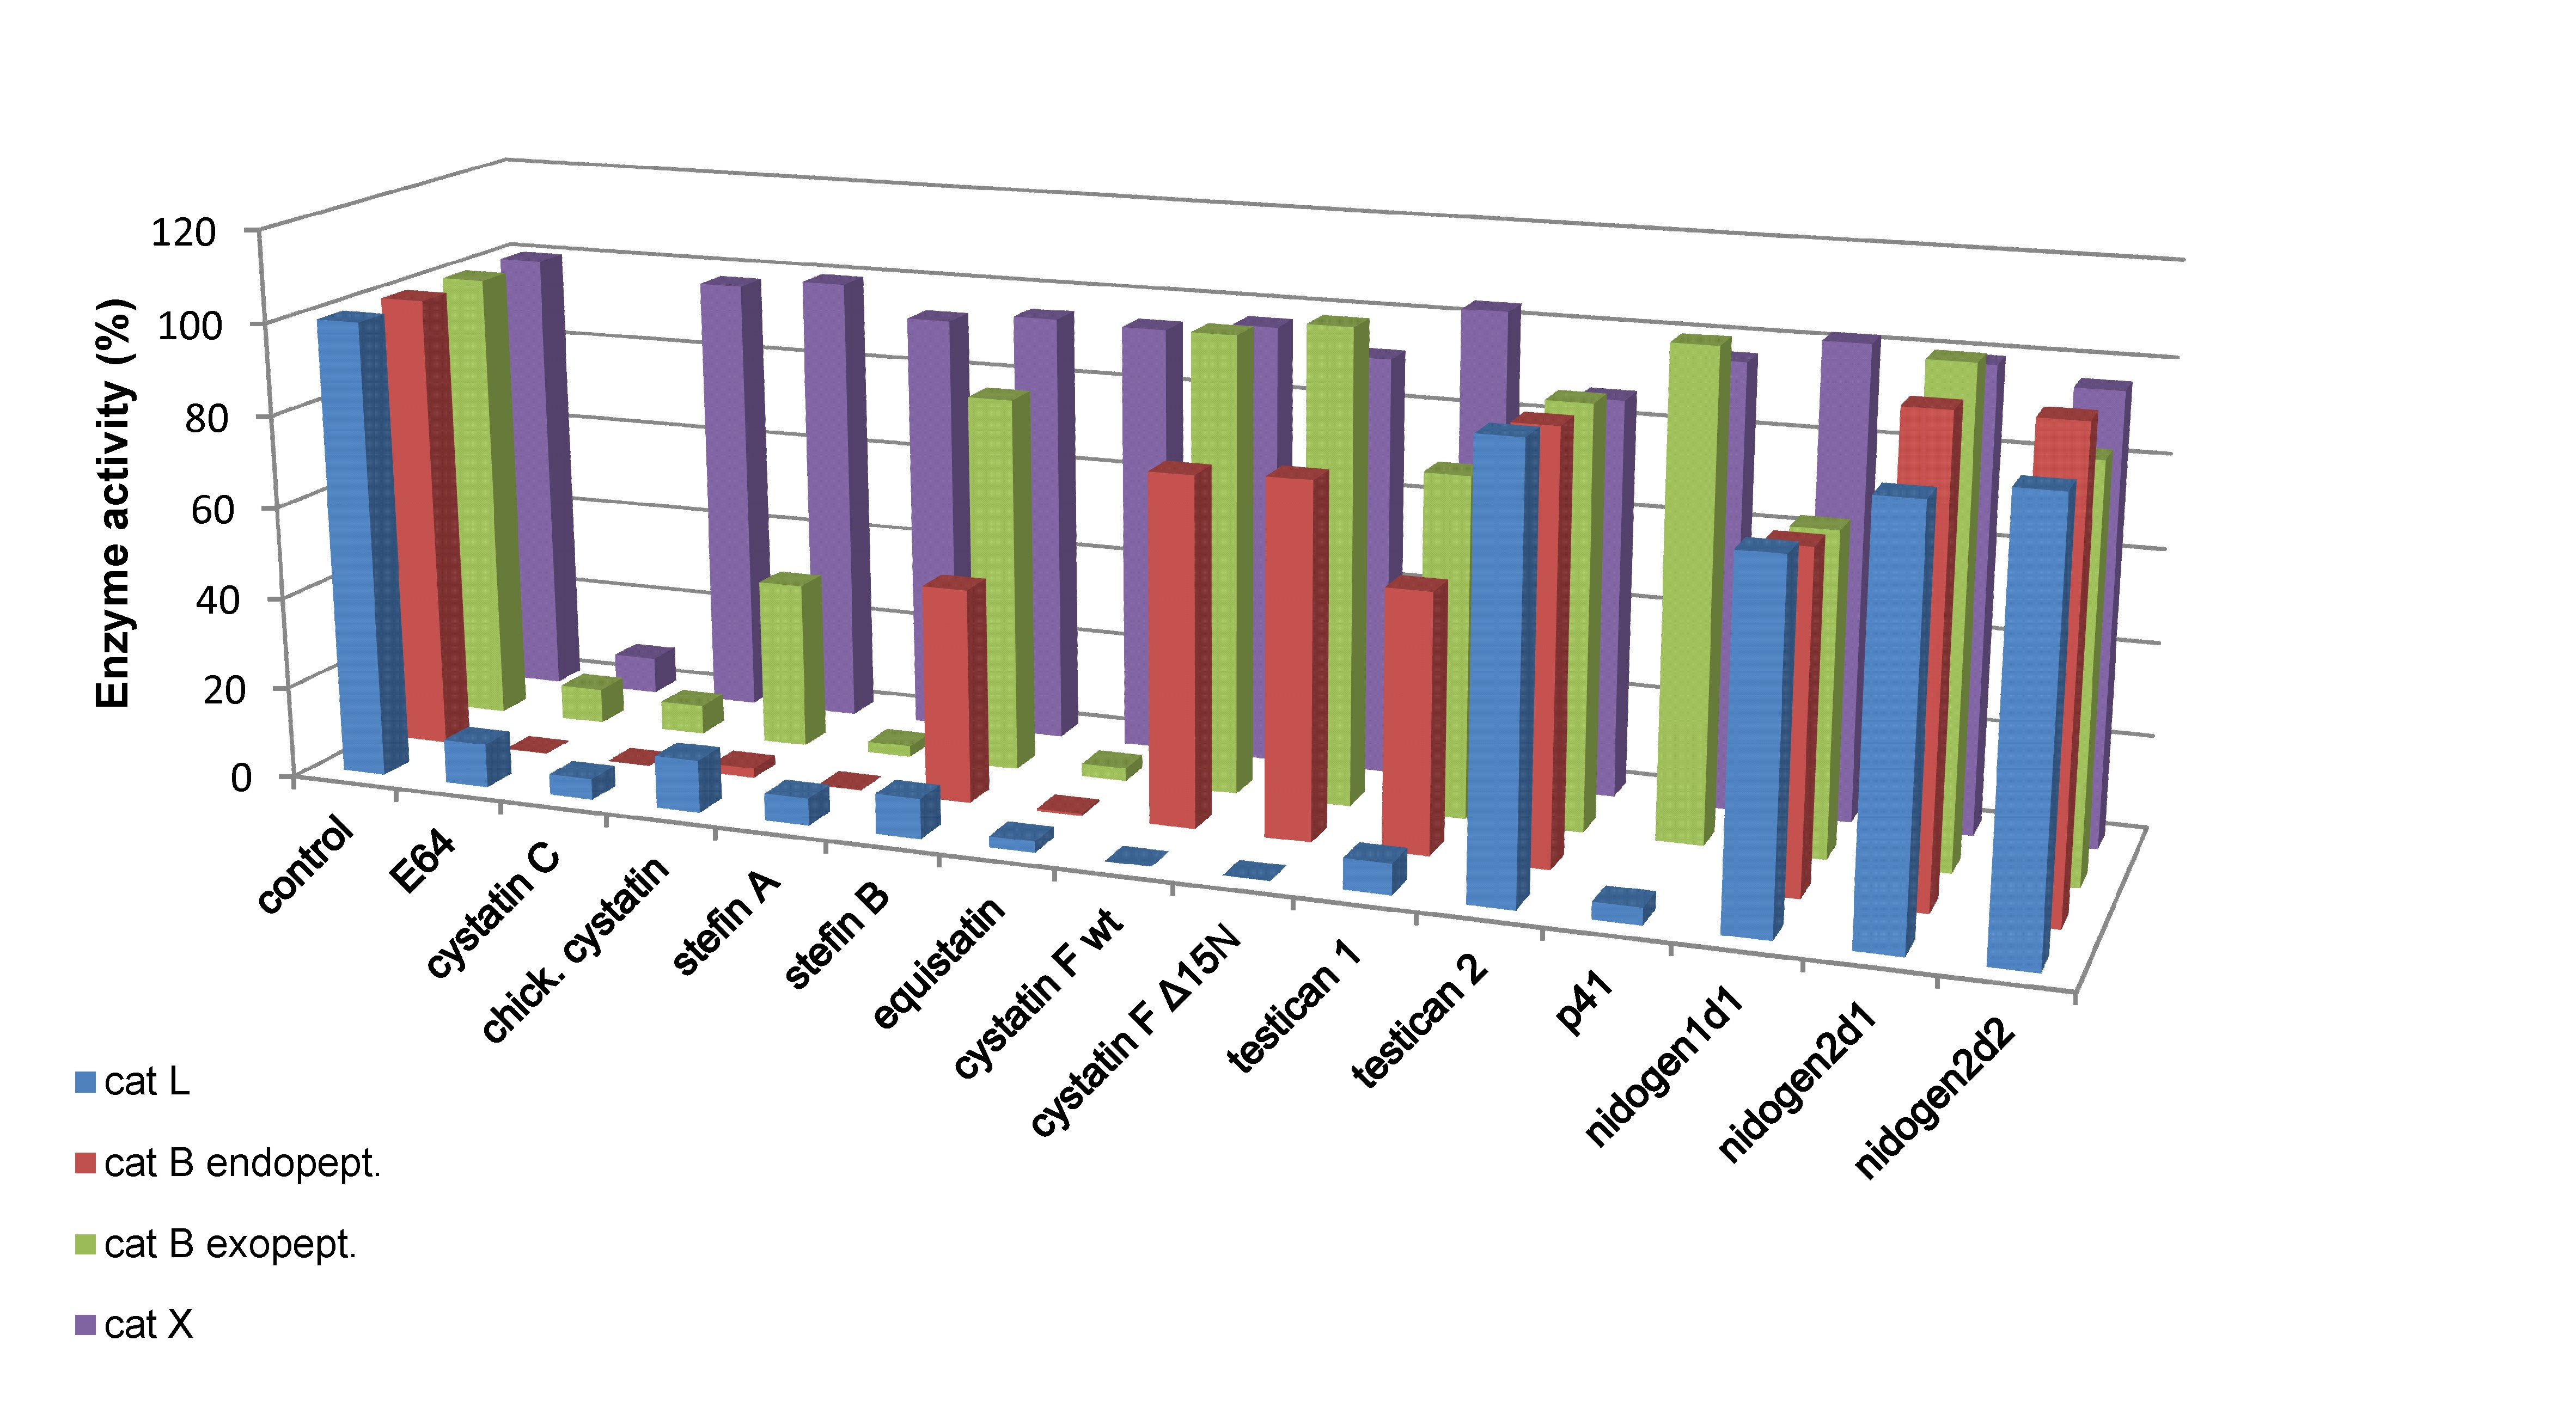 Enzyme activity (%)
120
100
80
60
40
20
0
control
E64
cystatin C
chick. cystatin
stefin A
stefin B
equistatin
cystatin F wt
cystatin F Δ15N
testican 1
testican 2
p41
nidogen1d1
nidogen2d1
nidogen2d2
cat L
cat B endopept.
cat B exopept.
cat X